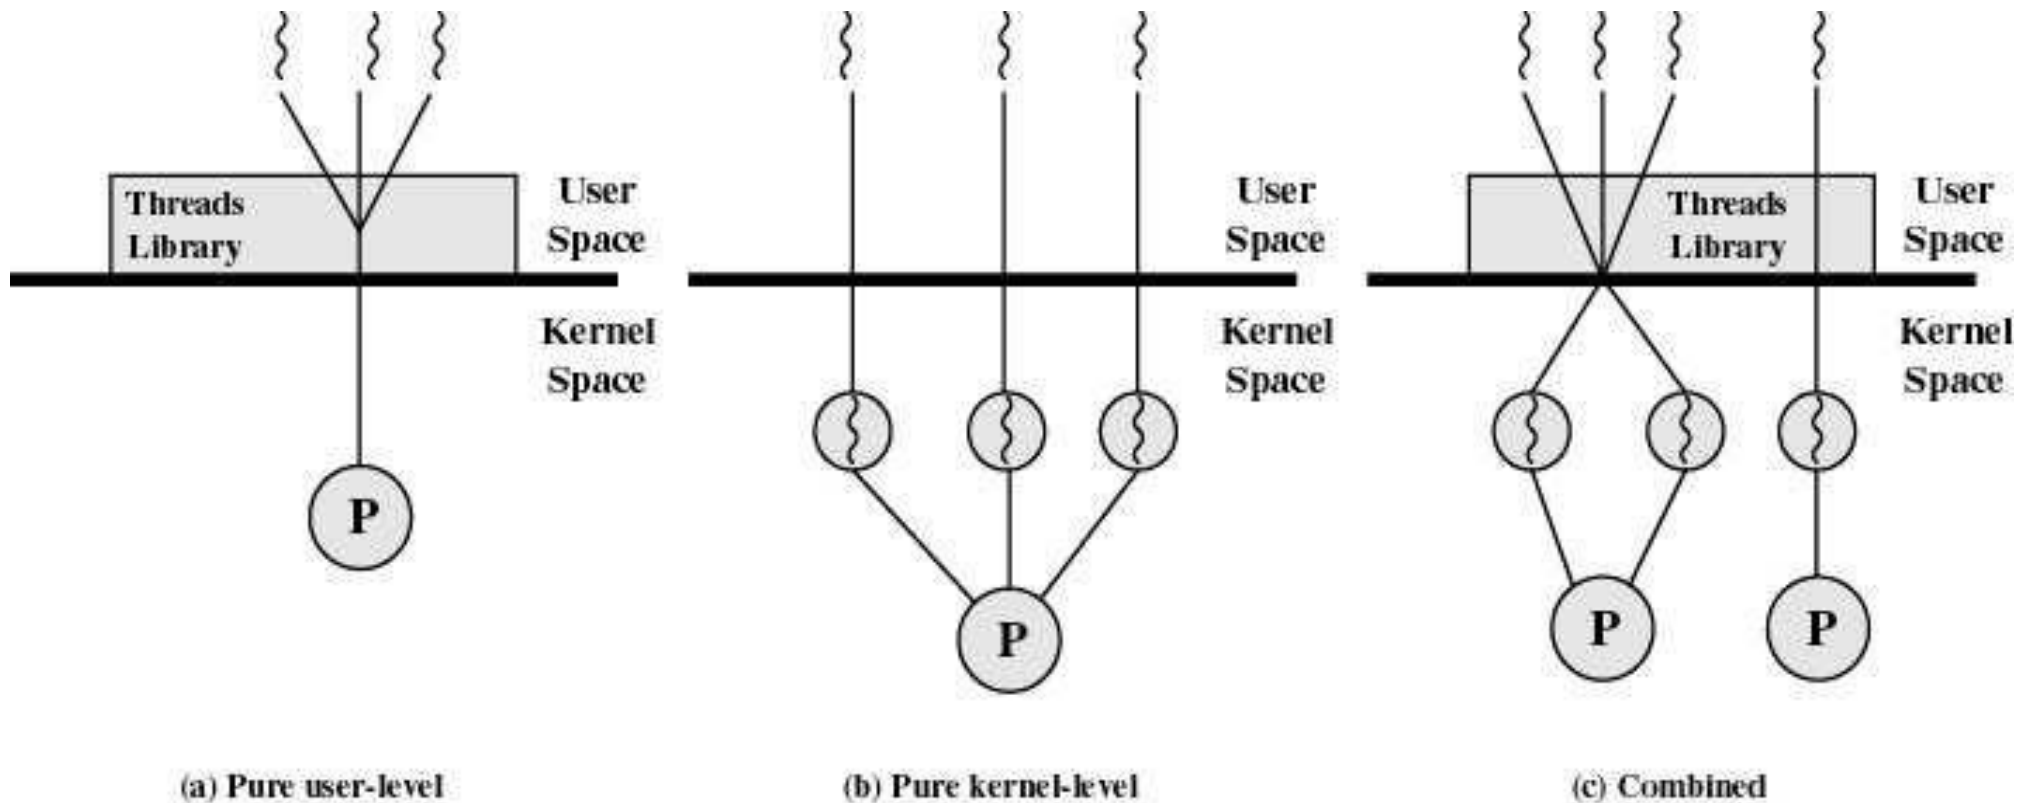 Threads
Library
User
Space
Kernel
Space
P
(a) Pure user-level
User
Space
Kernel
Space
P
(b) Pure kernel-level
Threads
Library
User
Space
Kernel
Space
P
P
(c) Combined